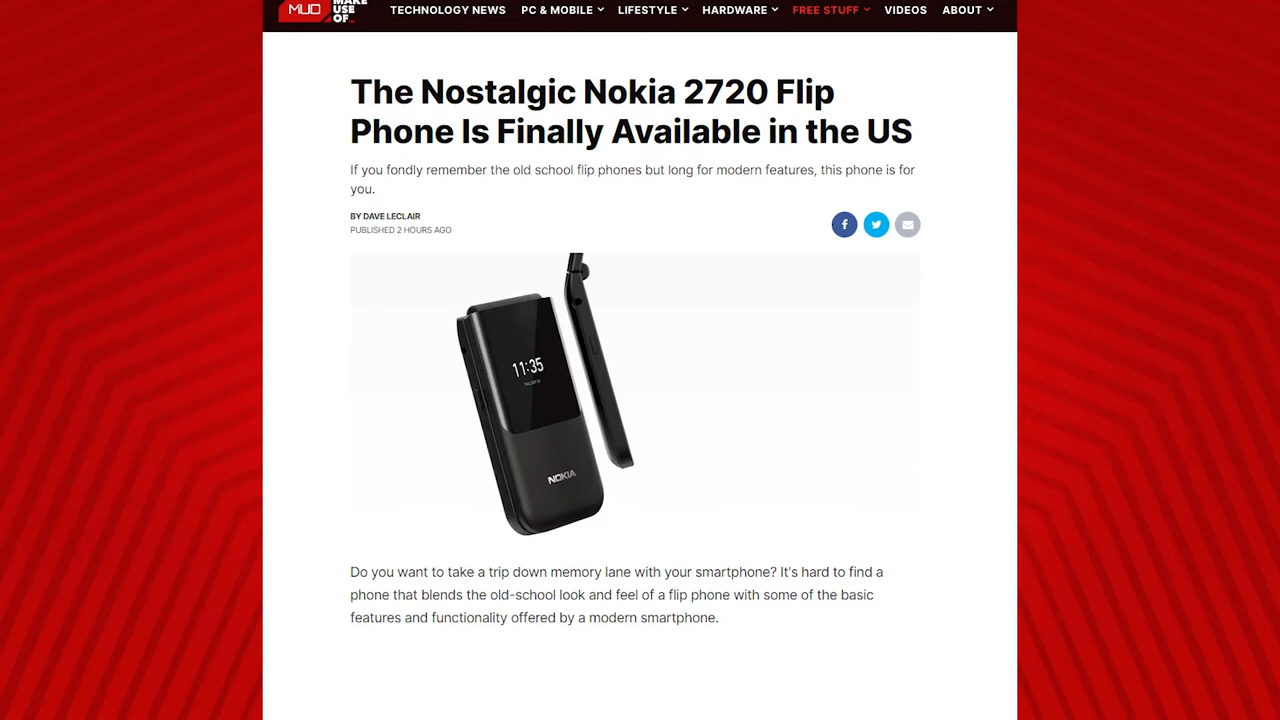 MUO
MAKE
USE
OF_
TECHNOLOGY NEWS PC & MOBILE LIFESTYLE HARDWARE FREE STUFF VIDEOS ABOUT
The Nostalgic Nokia 2720 Flip
Phone Is Finally Available in the US
If you fondly remember the old school flip phones but long for modern features, this phone is for
you.
BY DAVE LECLAIR
PUBLISHED 2 HOURS AGO
11:35
NOKIA
Do you want to take a trip down memory lane with your smartphone? It's hard to find a
phone that blends the old-school look and feel of a flip phone with some of the basic
features and functionality offered by a modern smartphone.